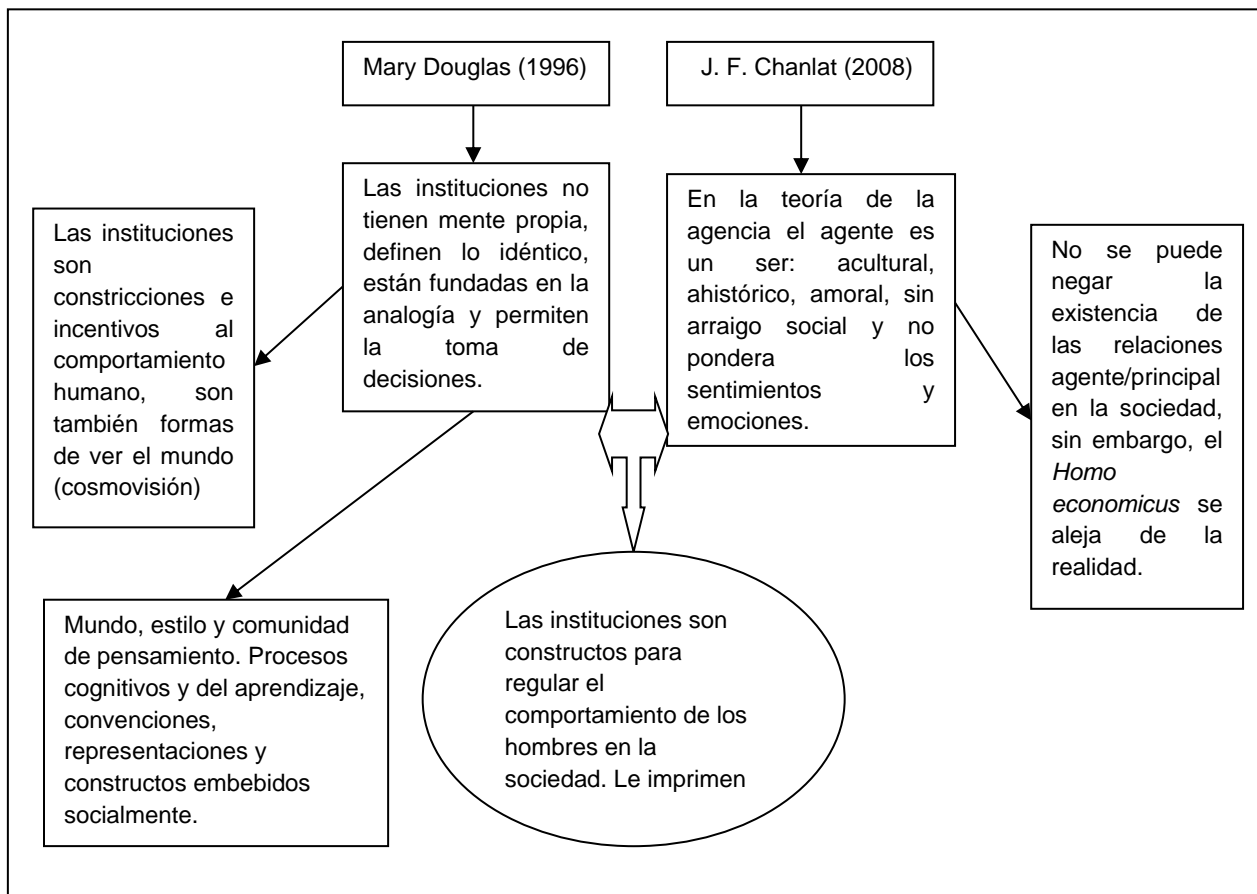 Mary Douglas (1996)
J. F. Chanlat (2008)
Las instituciones no
tienen mente propia,
definen lo idéntico,
están fundadas en la
analogía y permiten
la toma de
decisiones.
En la teoría de la
agencia el agente es
un ser: acultural,
ahistórico, amoral, sin
arraigo social y no
pondera los
sentimientos y
emociones.
Las instituciones
son
constricciones e
incentivos al
comportamiento
humano, son
también formas
de ver el mundo
(cosmovisión)
No se puede
negar la
existencia de
las relaciones
agente/principal
en la sociedad,
sin embargo, el
Homo
economicus se
aleja de la
realidad.
Mundo, estilo y comunidad
de pensamiento. Procesos
cognitivos y del aprendizaje,
convenciones,
representaciones y
constructos embebidos
socialmente.
Las instituciones son
constructos para
regular el
comportamiento de los
hombres en la
sociedad. Le imprimen